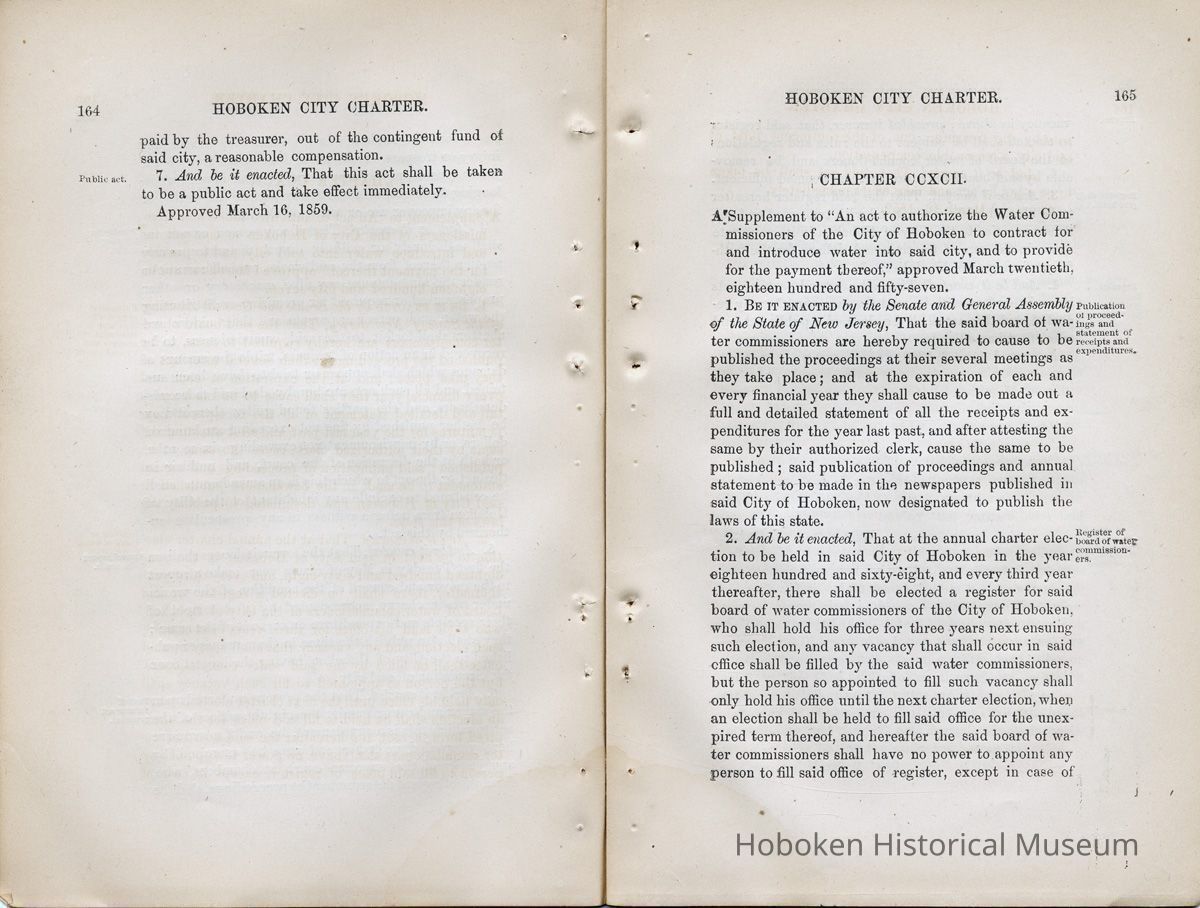 164
HOBOKEN CITY CHARTER.
paid by the treasurer, out of the contingent fund of
said city, a reasonable compensation.
Public act.
7. And be it enacted, That this act shall be taken
to be a public act and take effect immediately.
Approved March 16, 1859.
HOBOKEN CITY CHARTER.
165
CHAPTER CCXCII.
A Supplement to "An act to authorize the Water Com-
missioners of the City of Hoboken to contract for
and introduce water into said city, and to provide
for the payment thereof," approved March twentieth,
eighteen hundred and fifty-seven.
1. BE IT ENACTED by the Senate and General Assembly
of the State of New Jersey, That the said board of wa-
ter commissioners are hereby required to cause to be
published the proceedings at their several meetings as
they take place; and at the expiration of each and
every financial year they shall cause to be made out a
full and detailed statement of all the receipts and ex-
penditures for the year last past, and after attesting the
same by their authorized clerk, cause the same to be
published; said publication of proceedings and annual
statement to be made in the newspapers published in
said City of Hoboken, now designated to publish the
laws of this state.
Publication
of proceed-
ings and
statement of
receipts and
expenditures.
2. And be it enacted, That at the annual charter elec-
tion to be held in said City of Hoboken in the year
eighteen hundred and sixty-eight, and every third year
thereafter, there shall be elected a register for said
board of water commissioners of the City of Hoboken,
who shall hold his office for three years next ensuing
such election, and any vacancy that shall occur in said
office shall be filled by the said water commissioners,
but the person so appointed to fill such vacancy shall
only hold his office until the next charter election, when
an election shall be held to fill said office for the unex-
pired term thereof, and hereafter the said board of wa-
ter commissioners shall have no power to appoint any
person to fill said office of register, except in case of
Register of
board of water
commission-
ers.
Hoboken Historical Museum